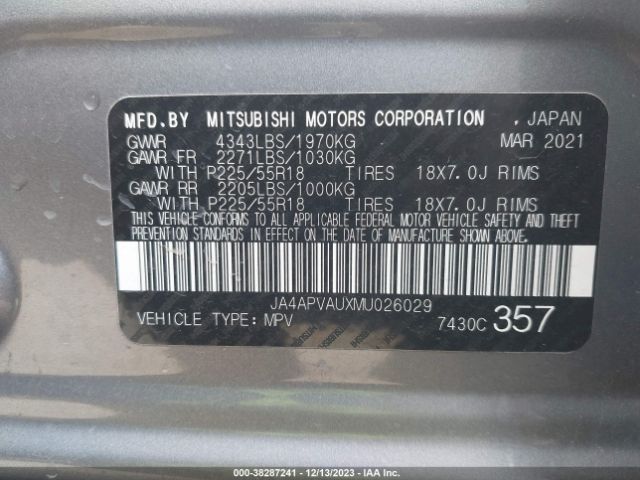 MFD.BY MITSUBISHI MOTORS CORPORATION , JAPAN
GVWR 4343LBS/1970KG MAR 2021
GAWR FR 2271LBS/1030KG
WITH P225/55R18 TIRES 18X7.0J RIMS
GAWR RR 2205LBS/1000KG
WITH P225/55R18 TIRES 18X7.0J RIMS
THIS VEHICLE CONFORMS TO ALL APPLICABLE FEDERAL MOTOR VEHICLE SAFETY AND THEFT
PREVENTION STANDARDS IN EFFECT ON THE DATE OF MANUFACTURE SHOWN ABOVE.
JA4APVAUXMU026029
VEHICLE TYPE: MPV 7430C 357
000-38287241 - 12/13/2023 - IAAI.COM